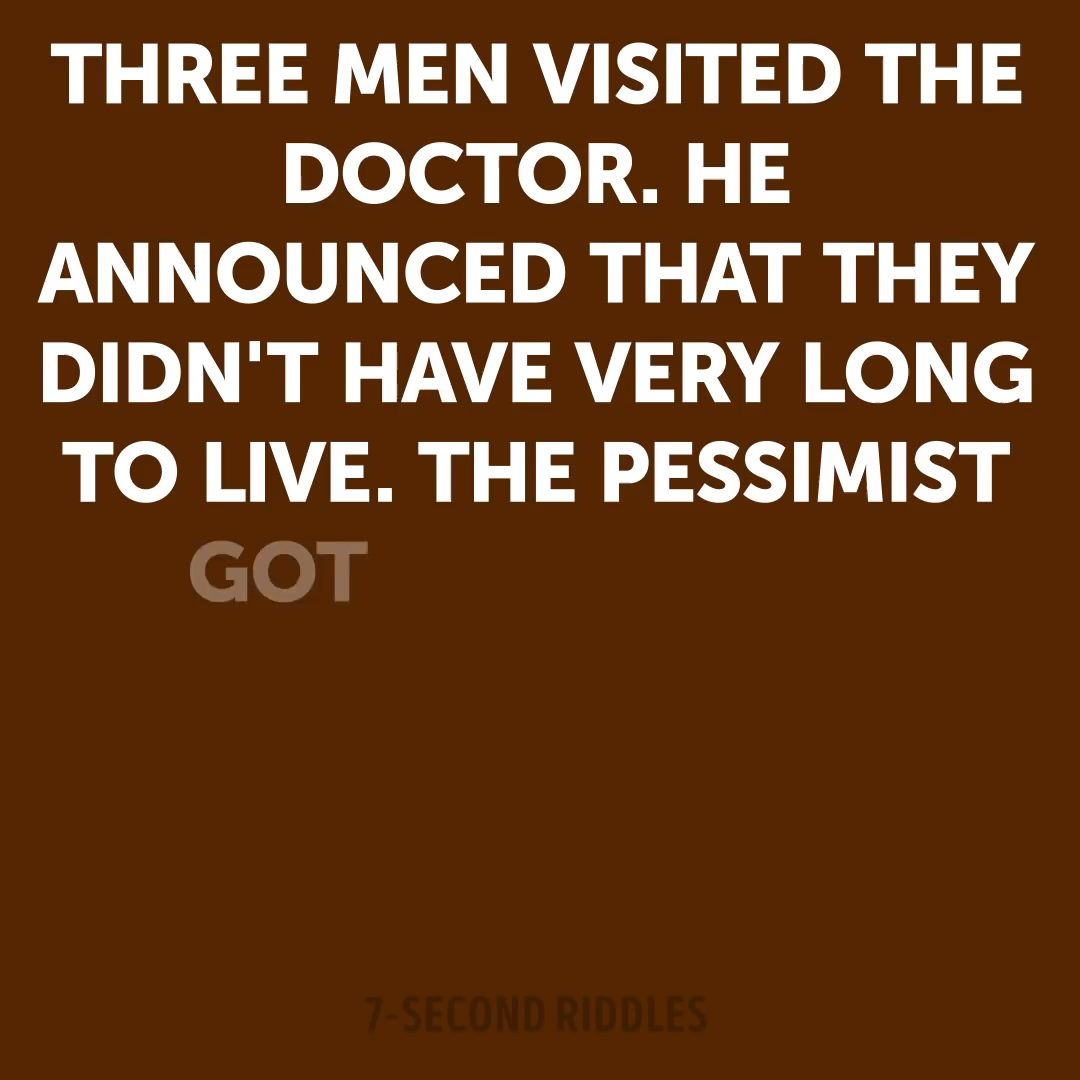 THREE MEN VISITED THE
DOCTOR. HE
ANNOUNCED THAT THEY
DIDN'T HAVE VERY LONG
TO LIVE. THE PESSIMIST
GOT
7-SECOND RIDDLES